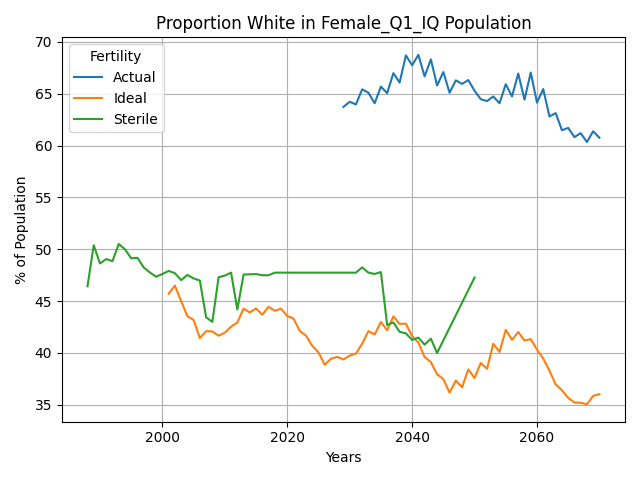 Proportion White in Female_Q1_IQ Population
% of Population
70
65
60
55
50
45
40
35
Fertility
Actual
Ideal
Sterile
2000
2020
2040
2060
Years